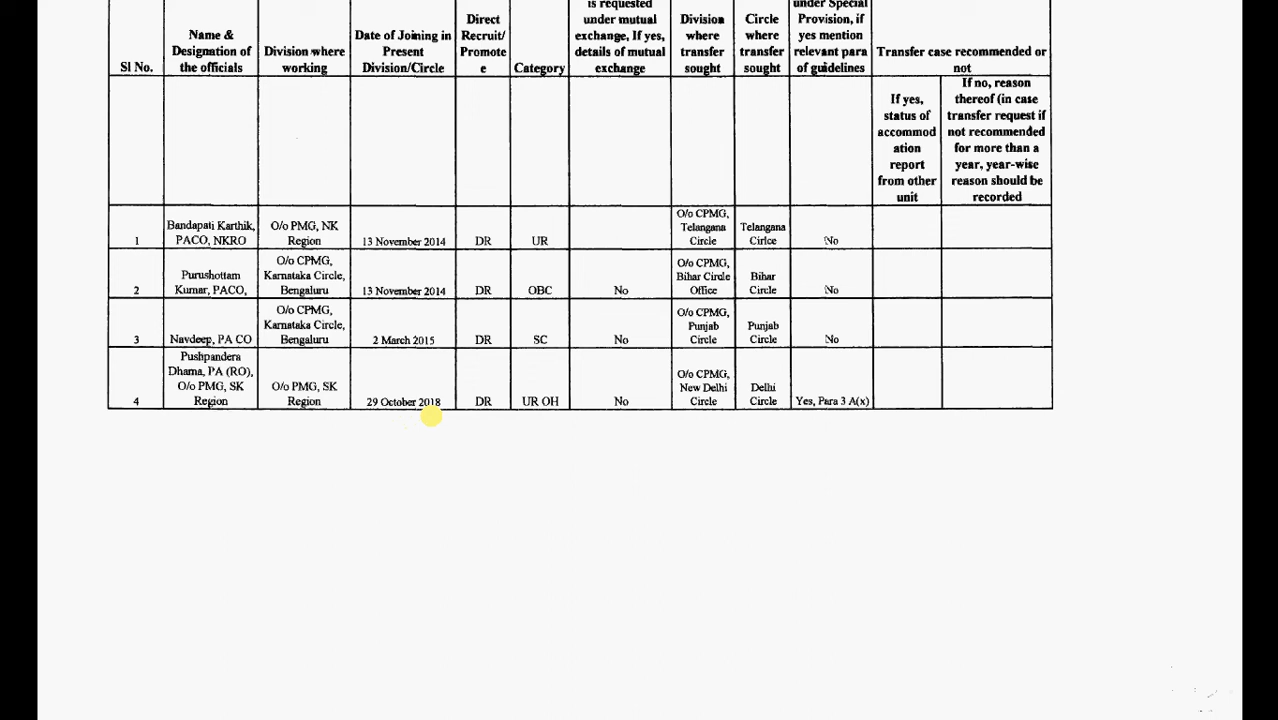 is requested
under mutual
exchange, If yes,
details of mutual
exchange
under Special
Provision, if
yes mention
relevant para
of guidelines
Sl No.
Name &
Designation of
the officials
Division where
working
Date of Joining in
Present
Division/Circle
Direct
Recruit/
Promote
e
Category
Division
where
transfer
sought
Circle
where
transfer
sought
Transfer case recommended or
not
If yes,
status of
accommod
ation
report
from other
unit
If no, reason
thereof (in case
transfer request if
not recommended
for more than a
year, year-wise
reason should be
recorded
1
Bandapati Karthik,
PACO, NKRO
O/o PMG, NK
Region
13 November 2014
DR
UR
O/o CPMG,
Telangana
Circle
Telangana
Cirlce
No
2
Purushottam
Kumar, PACO,
O/o CPMG,
Karnataka Circle,
Bengaluru
13 November 2014
DR
OBC
No
O/o CPMG,
Bihar Circle
Office
Bihar
Circle
No
3
Navdeep, PA CO
O/o CPMG,
Karnataka Circle,
Bengaluru
2 March 2015
DR
SC
No
O/o CPMG,
Punjab
Circle
Punjab
Circle
No
4
Pushpandera
Dhama, PA (RO),
O/o PMG, SK
Region
O/o PMG, SK
Region
29 October 2018
DR
UR OH
No
O/o CPMG,
New Delhi
Circle
Delhi
Circle
Yes, Para 3 A(x)